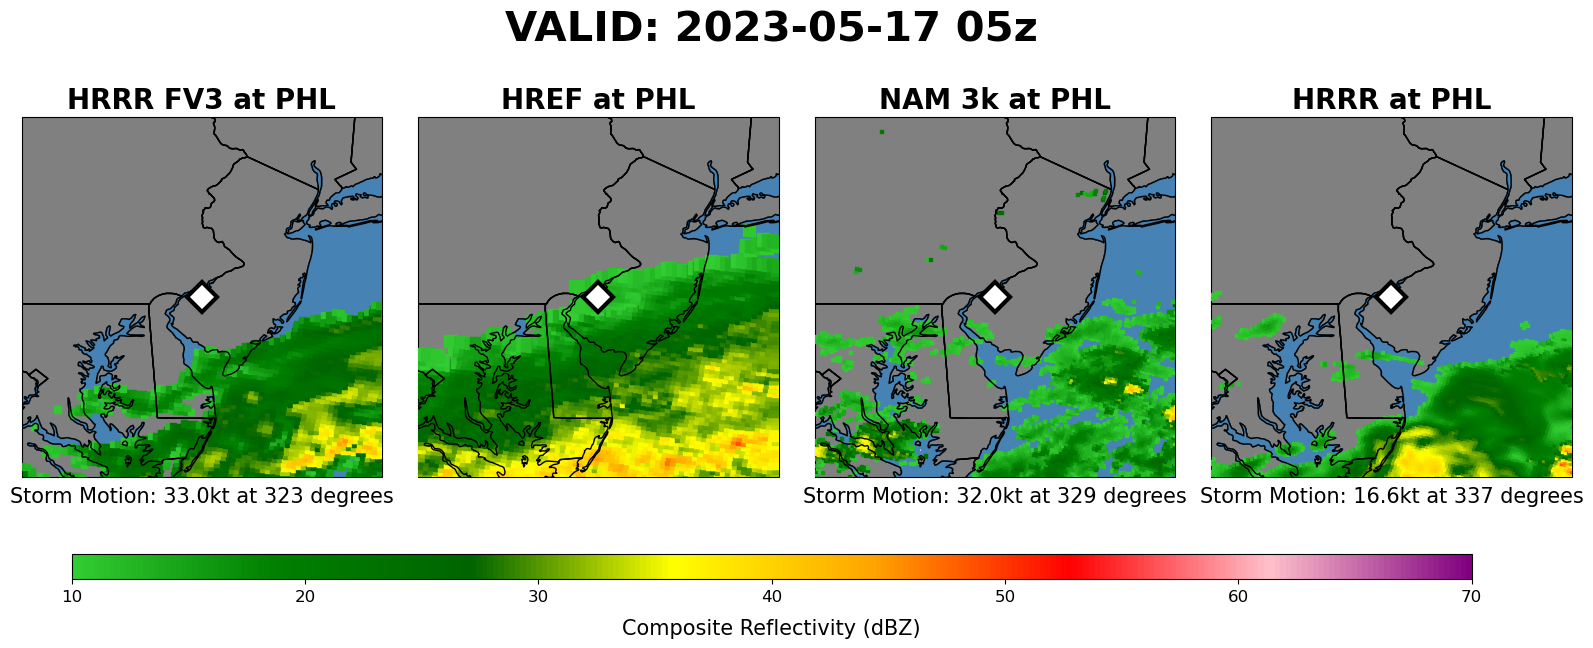 VALID: 2023-05-17 05z
HRRR FV3 at PHL
HREF at PHL
NAM 3k at PHL
HRRR at PHL
Storm Motion: 33.0kt at 323 degrees
Storm Motion: 32.0kt at 329 degrees
Storm Motion: 16.6kt at 337 degrees
10 20 30 40 50 60 70
Composite Reflectivity (dBZ)